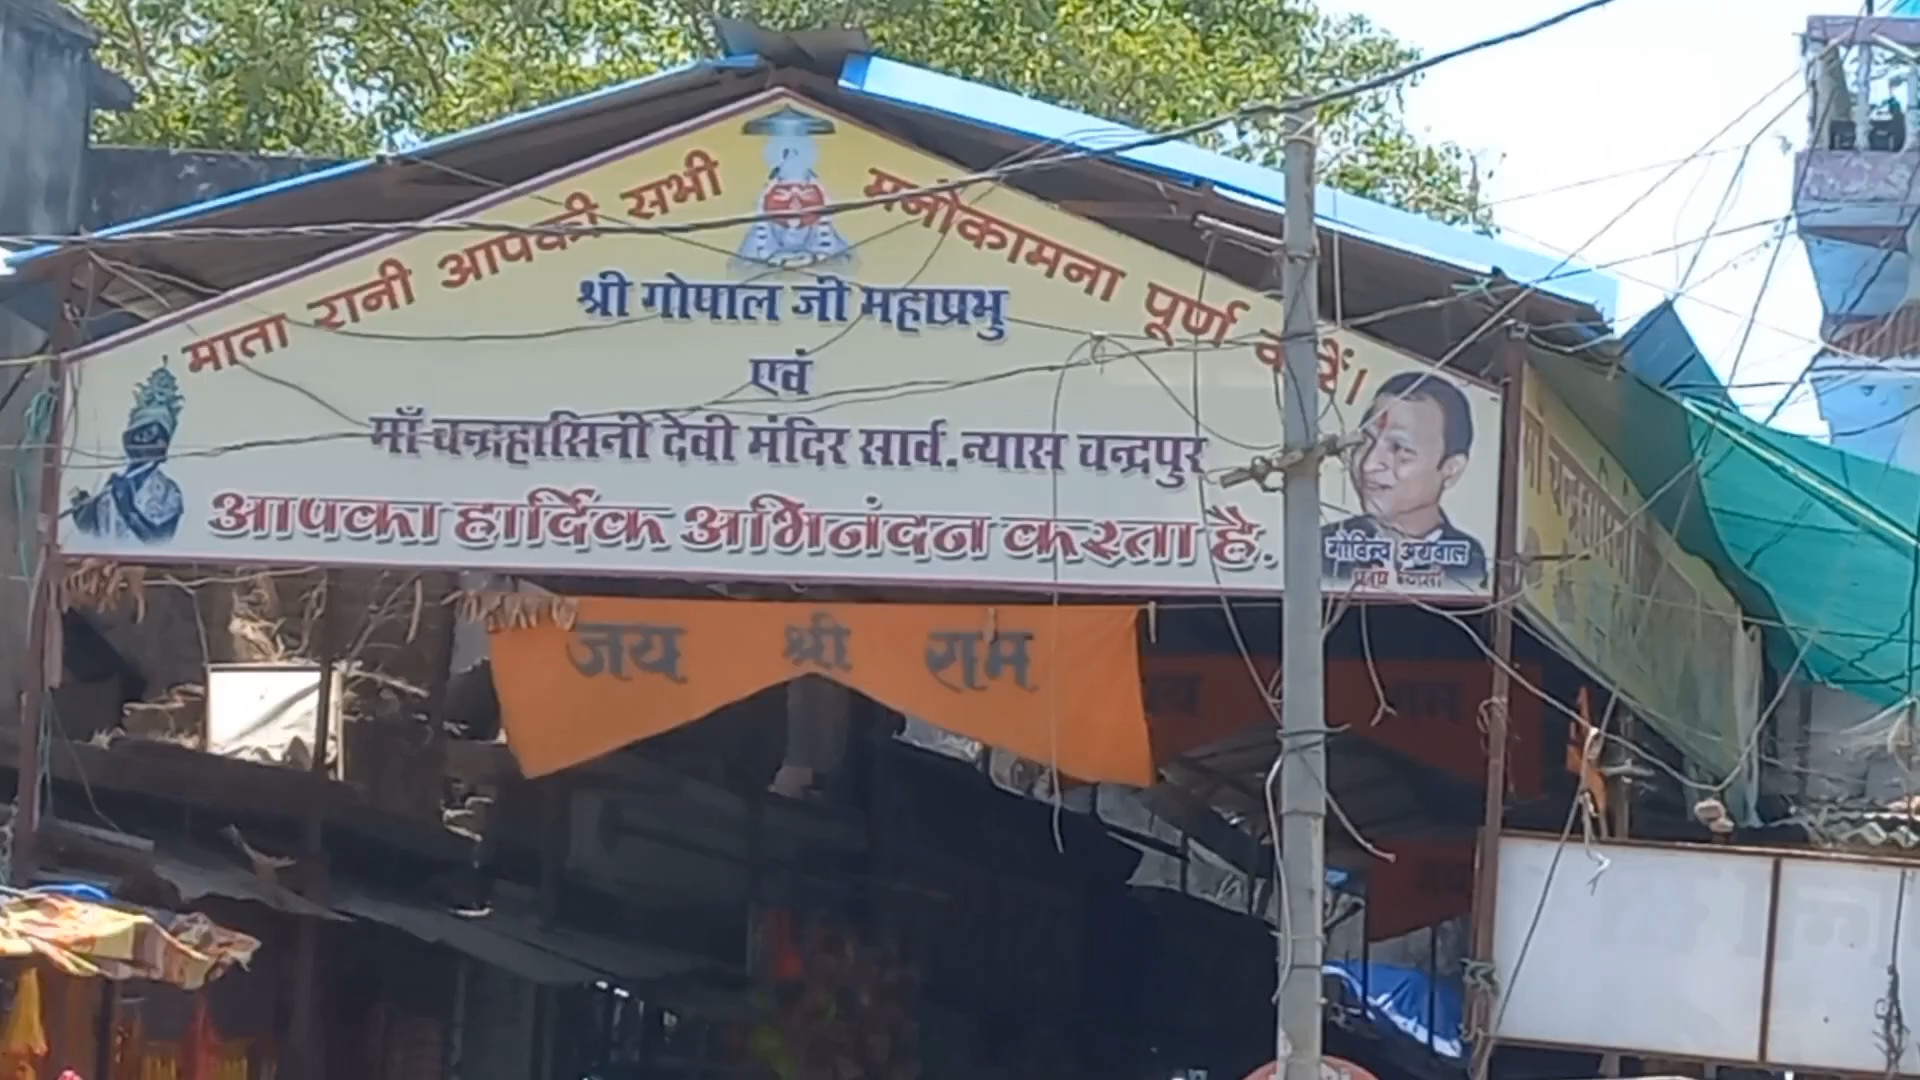 माता रानी आपकी सभी मनोकामना पूर्ण करें।
श्री गोपाल जी महाप्रभु
एवं
माँ चन्द्रहासिनी देवी मंदिर सार्व. न्यास चन्द्रपुर
आपका हार्दिक अभिनंदन करता है.
गोविन्द अग्रवाल
जय श्री राम